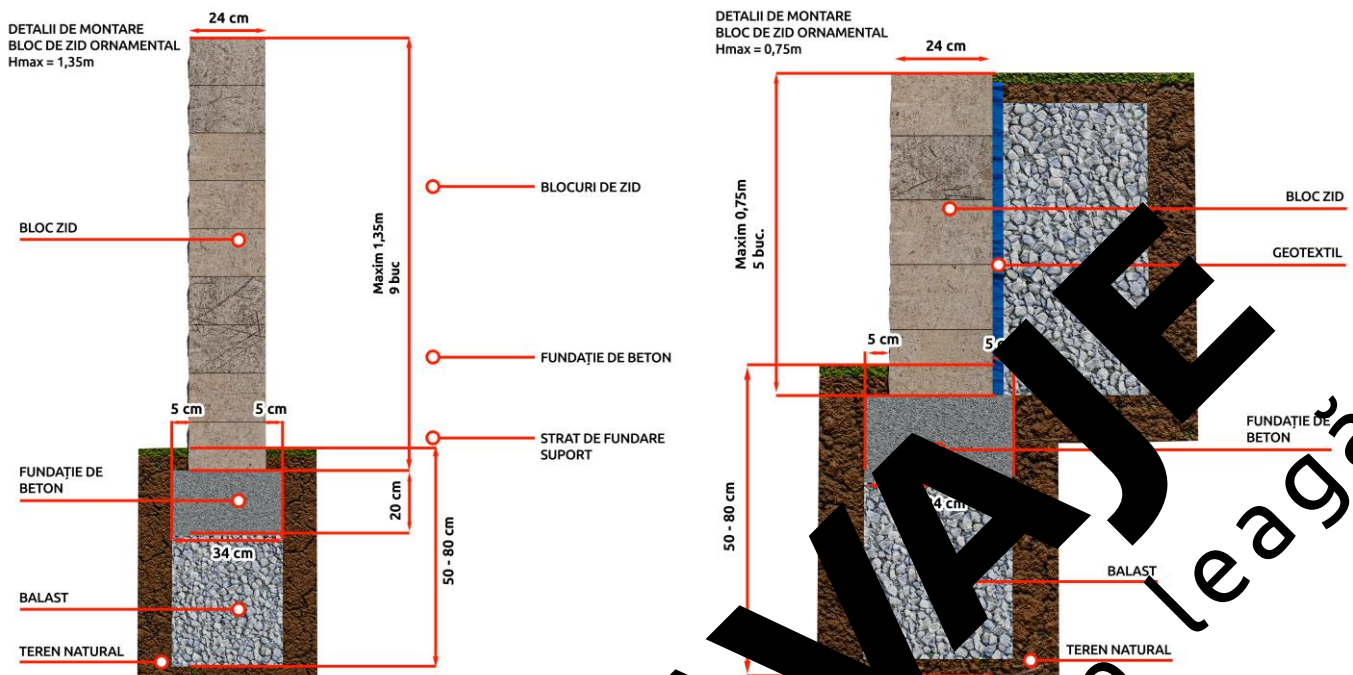 DETALII DE MONTARE
BLOC DE ZID ORNAMENTAL
Hmax = 1,35m
24 cm
BLOC ZID
Maxim 1,35m
9 buc
BLOCURI DE ZID
FUNDAȚIE DE BETON
STRAT DE FUNDARE
SUPORT
5 cm
5 cm
FUNDAȚIE DE
BETON
20 cm
34 cm
50 - 80 cm
BALAST
TEREN NATURAL
DETALII DE MONTARE
BLOC DE ZID ORNAMENTAL
Hmax = 0,75m
24 cm
Maxim 0,75m
5 buc.
BLOC ZID
GEOTEXTIL
5 cm
5
FUNDAȚIE DE
BETON
50 - 80 cm
cm
BALAST
TEREN NATURAL
VAJE
leagă